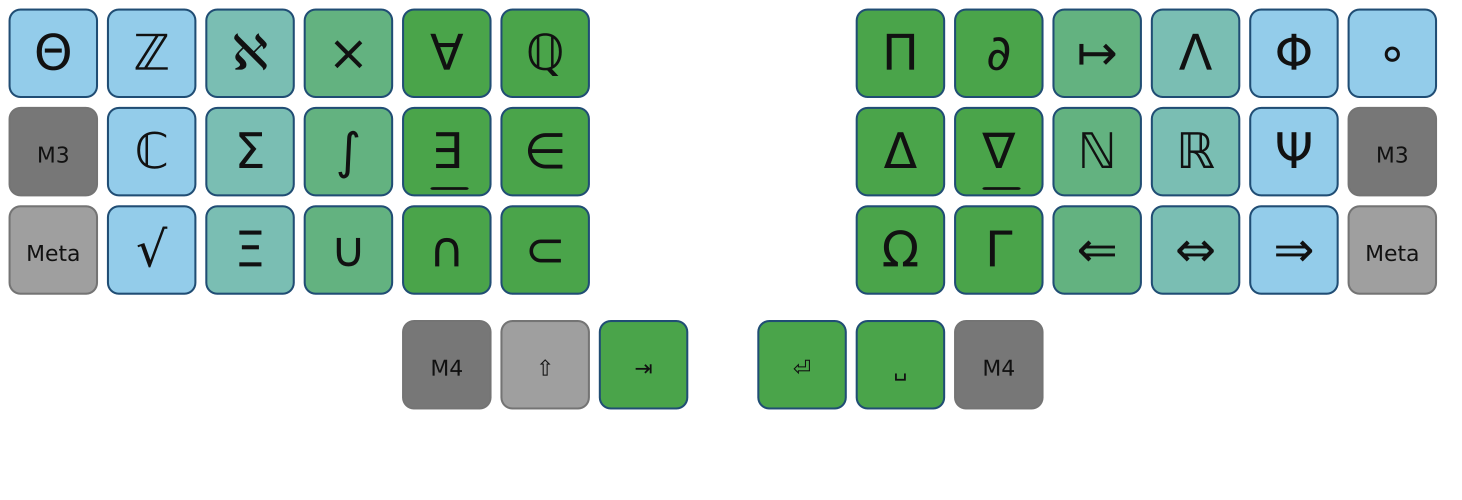 Θ ℤ ℵ × ∀ ℚ Π ∂ ↦ Λ Φ ∘
M3 ℂ Σ ∫ ∃ ∈ Δ ∇ ℕ ℝ Ψ M3
Meta √ Ξ ∪ ∩ ⊂ Ω Γ ⇐ ⇔ ⇒ Meta
M4 ⇧ ⇥ ⏎ ␣ M4